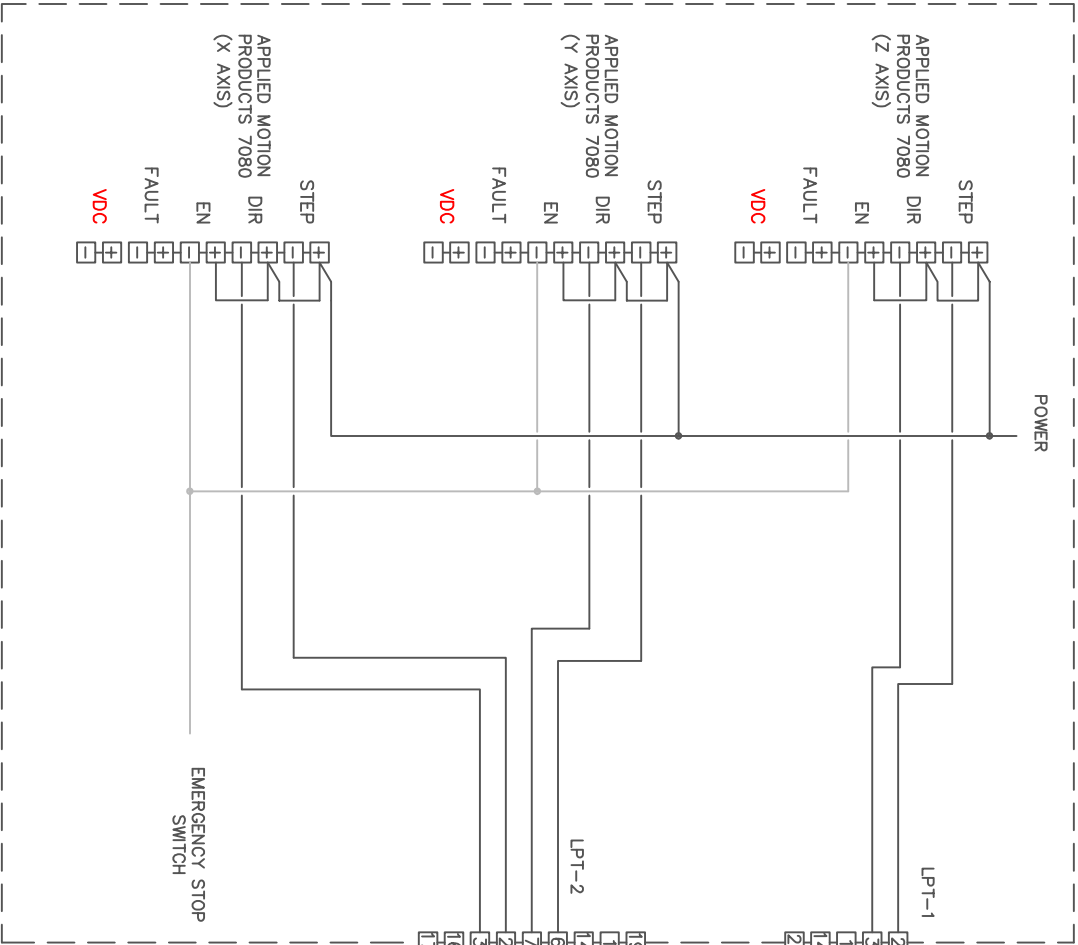 APPLIED MOTION
PRODUCTS 7080
(Z AXIS)
STEP
DIR
EN
FAULT
VDC
+
−
+
−
+
−
+
−
+
−
APPLIED MOTION
PRODUCTS 7080
(Y AXIS)
STEP
DIR
EN
FAULT
VDC
+
−
+
−
+
−
+
−
+
−
APPLIED MOTION
PRODUCTS 7080
(X AXIS)
STEP
DIR
EN
FAULT
VDC
+
−
+
−
+
−
+
−
+
−
POWER
EMERGENCY STOP
SWITCH
LPT-1
LPT-2